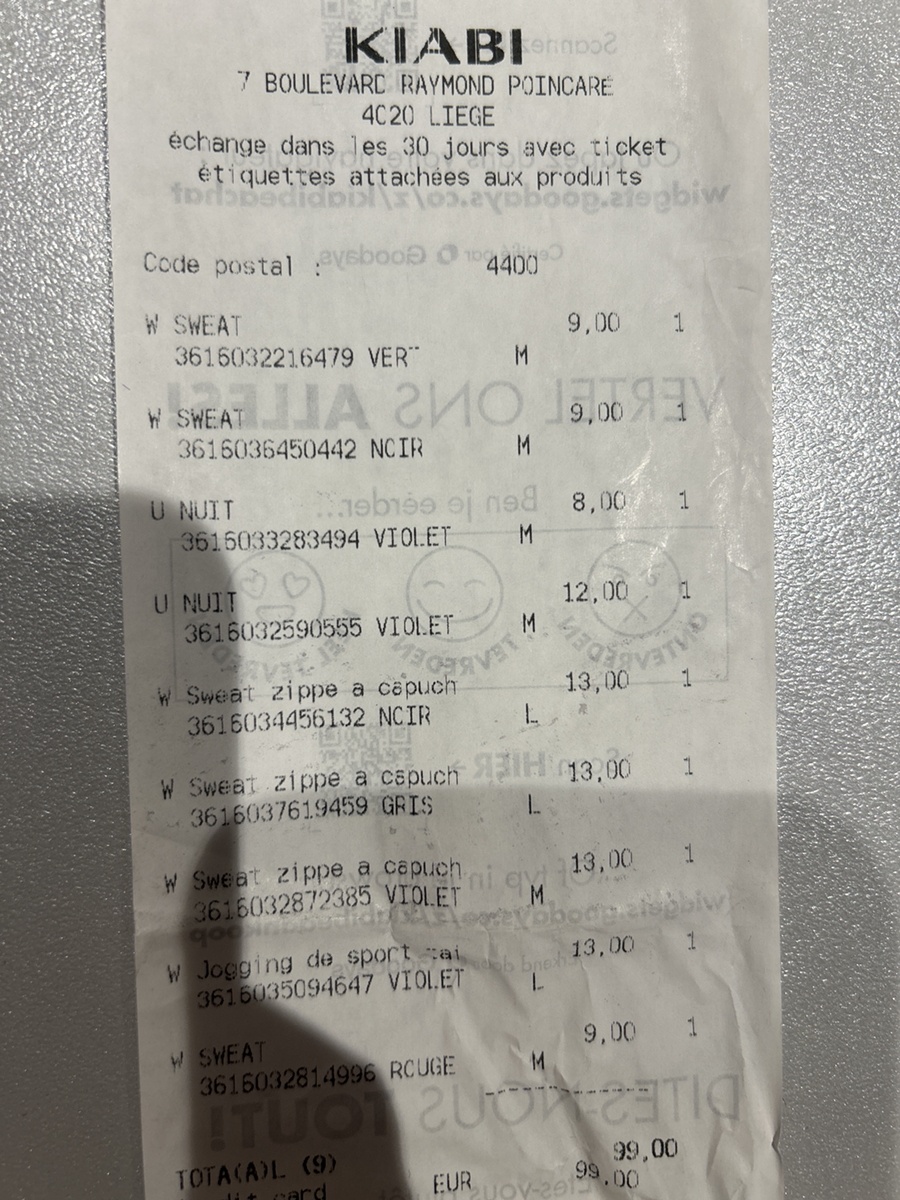 KIABI
7 BOULEVARD RAYMOND POINCARE
4020 LIEGE
échange dans les 30 jours avec ticket
étiquettes attachées aux produits
Code postal : 4400
W SWEAT 9,00 1
3616032216479 VERT M
W SWEAT 9,00 1
3616036450442 NOIR M
U NUIT 8,00 1
3616033283494 VIOLET M
U NUIT 12,00 1
3616032590555 VIOLET M
W Sweat zippe a capuch 13,00 1
3616034456132 NOIR L
W Sweat zippe a capuch 13,00 1
3616037619459 GRIS L
W Sweat zippe a capuch 13,00 1
3616032872385 VIOLET M
W Jogging de sport tai 13,00 1
3616035094647 VIOLET L
W SWEAT 9,00 1
3616032814996 ROUGE M
99,00
TOTA(A)L (9) 99.00
EUR
card